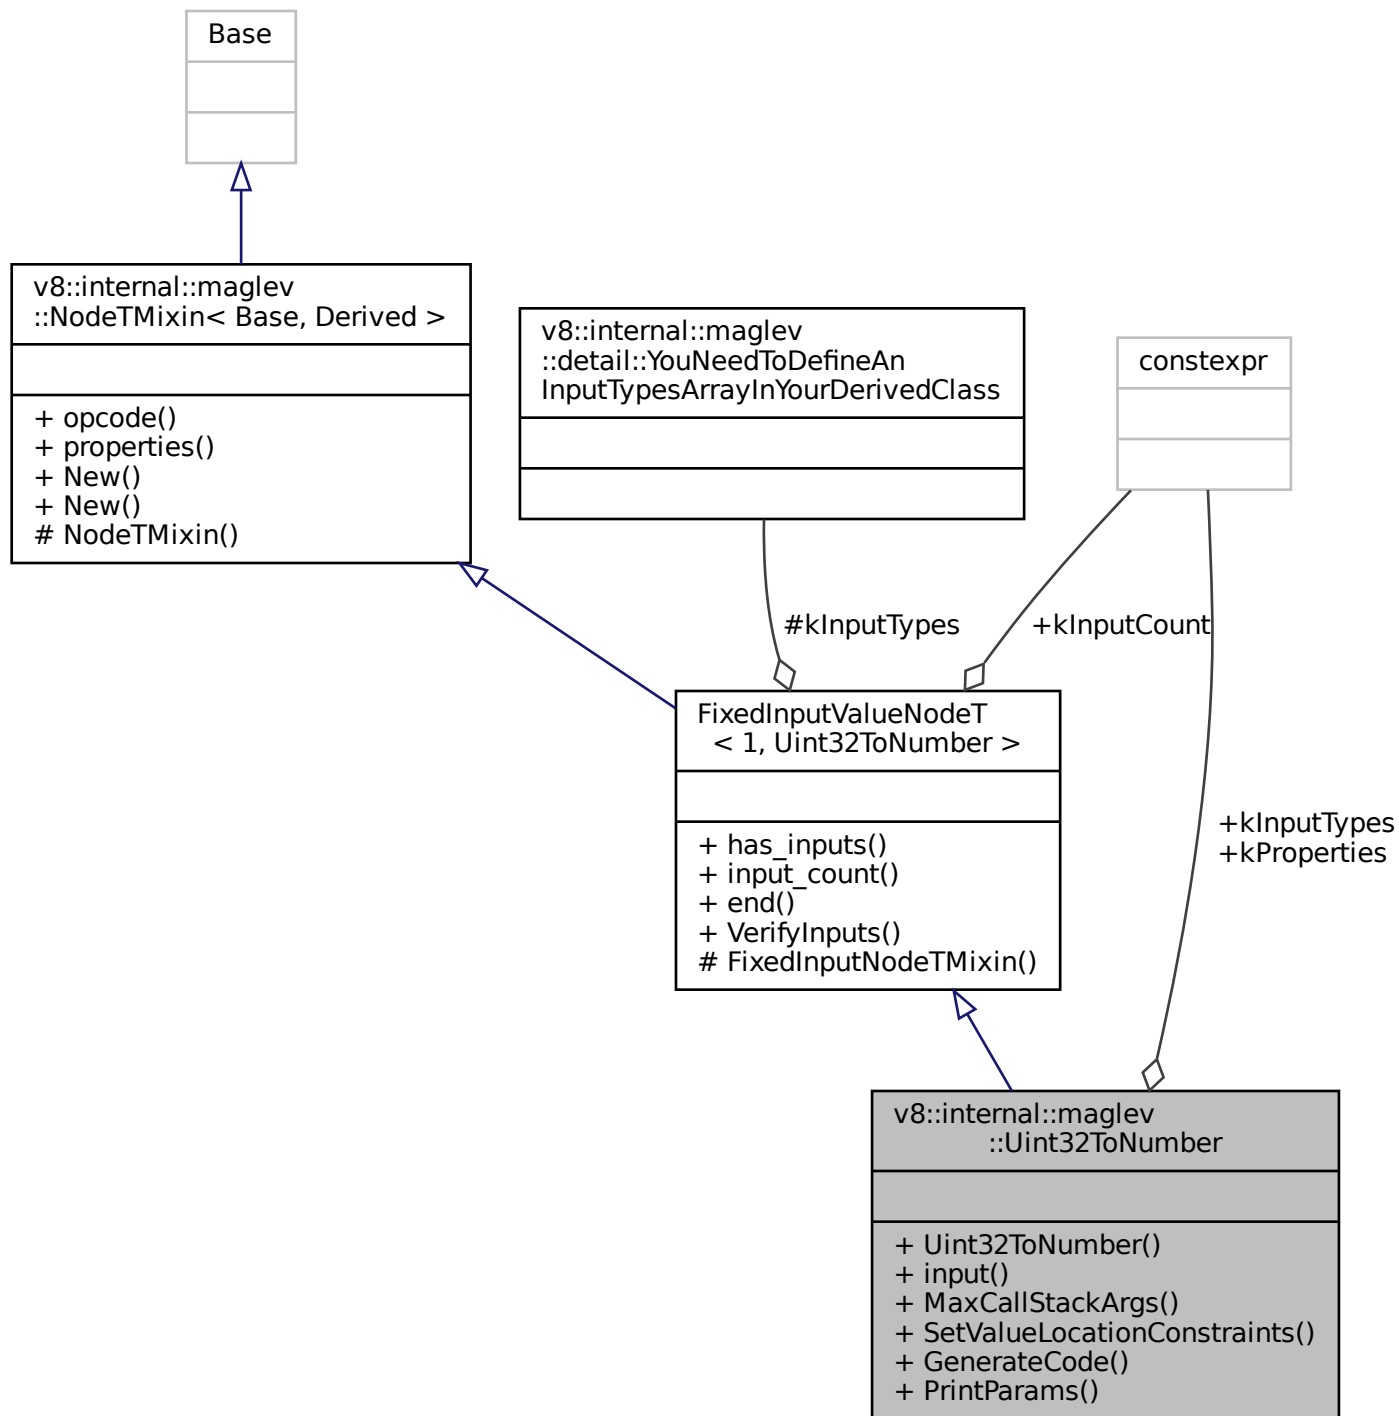 Base
v8::internal::maglev
::NodeTMixin< Base, Derived >
+ opcode()
+ properties()
+ New()
+ New()
# NodeTMixin()
v8::internal::maglev
::detail::YouNeedToDefineAn
InputTypesArrayInYourDerivedClass
constexpr
#kInputTypes
+kInputCount
FixedInputValueNodeT
< 1, Uint32ToNumber >
+ has_inputs()
+ input_count()
+ end()
+ VerifyInputs()
# FixedInputNodeTMixin()
+kInputTypes
+kProperties
v8::internal::maglev
::Uint32ToNumber
+ Uint32ToNumber()
+ input()
+ MaxCallStackArgs()
+ SetValueLocationConstraints()
+ GenerateCode()
+ PrintParams()